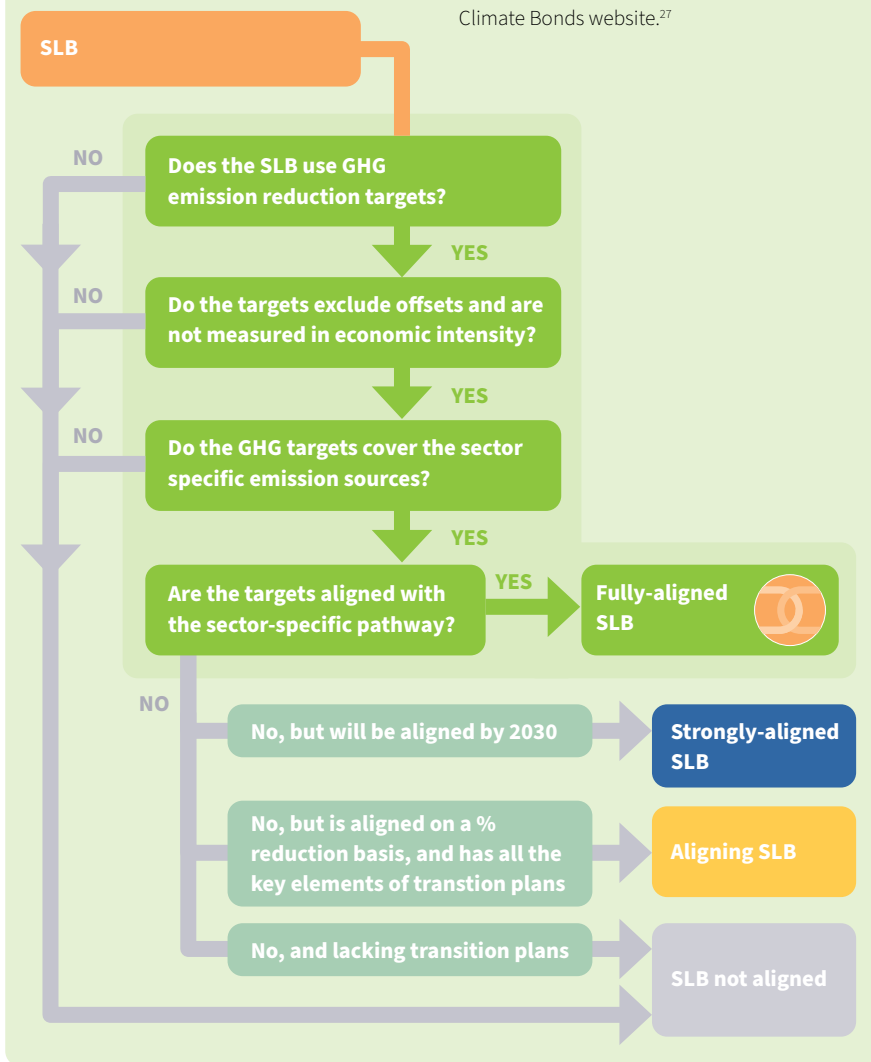 Climate Bonds website.27
SLB
NO
Does the SLB use GHG
emission reduction targets?
YES
NO
Do the targets exclude offsets and are
not measured in economic intensity?
YES
NO
Do the GHG targets cover the sector
specific emission sources?
YES
Are the targets aligned with
the sector-specific pathway?
YES
Fully-aligned
SLB
NO
No, but will be aligned by 2030
Strongly-aligned
SLB
No, but is aligned on a %
reduction basis, and has all the
key elements of transtion plans
Aligning SLB
No, and lacking transition plans
SLB not aligned